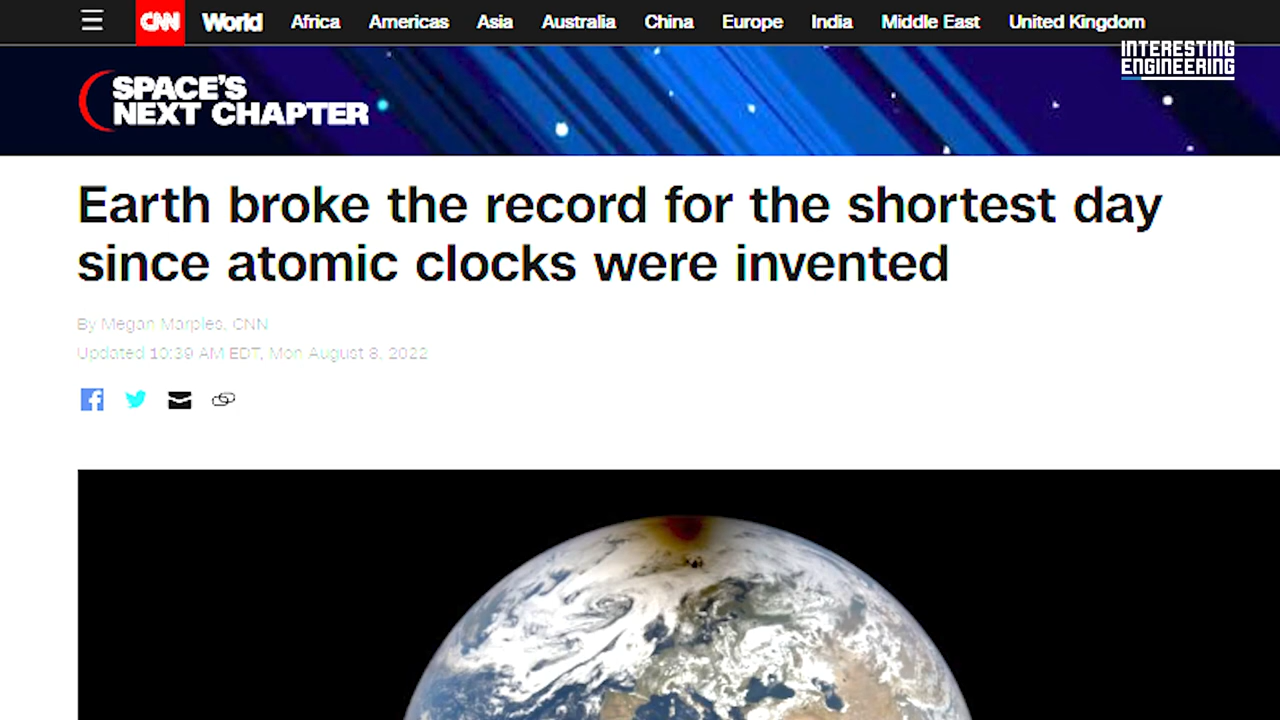 CNN World Africa Americas Asia Australia China Europe India Middle East United Kingdom
INTERESTING
ENGINEERING
SPACE'S
NEXT CHAPTER
Earth broke the record for the shortest day
since atomic clocks were invented
By Megan Marples, CNN
Updated 10:39 AM EDT, Mon August 8, 2022